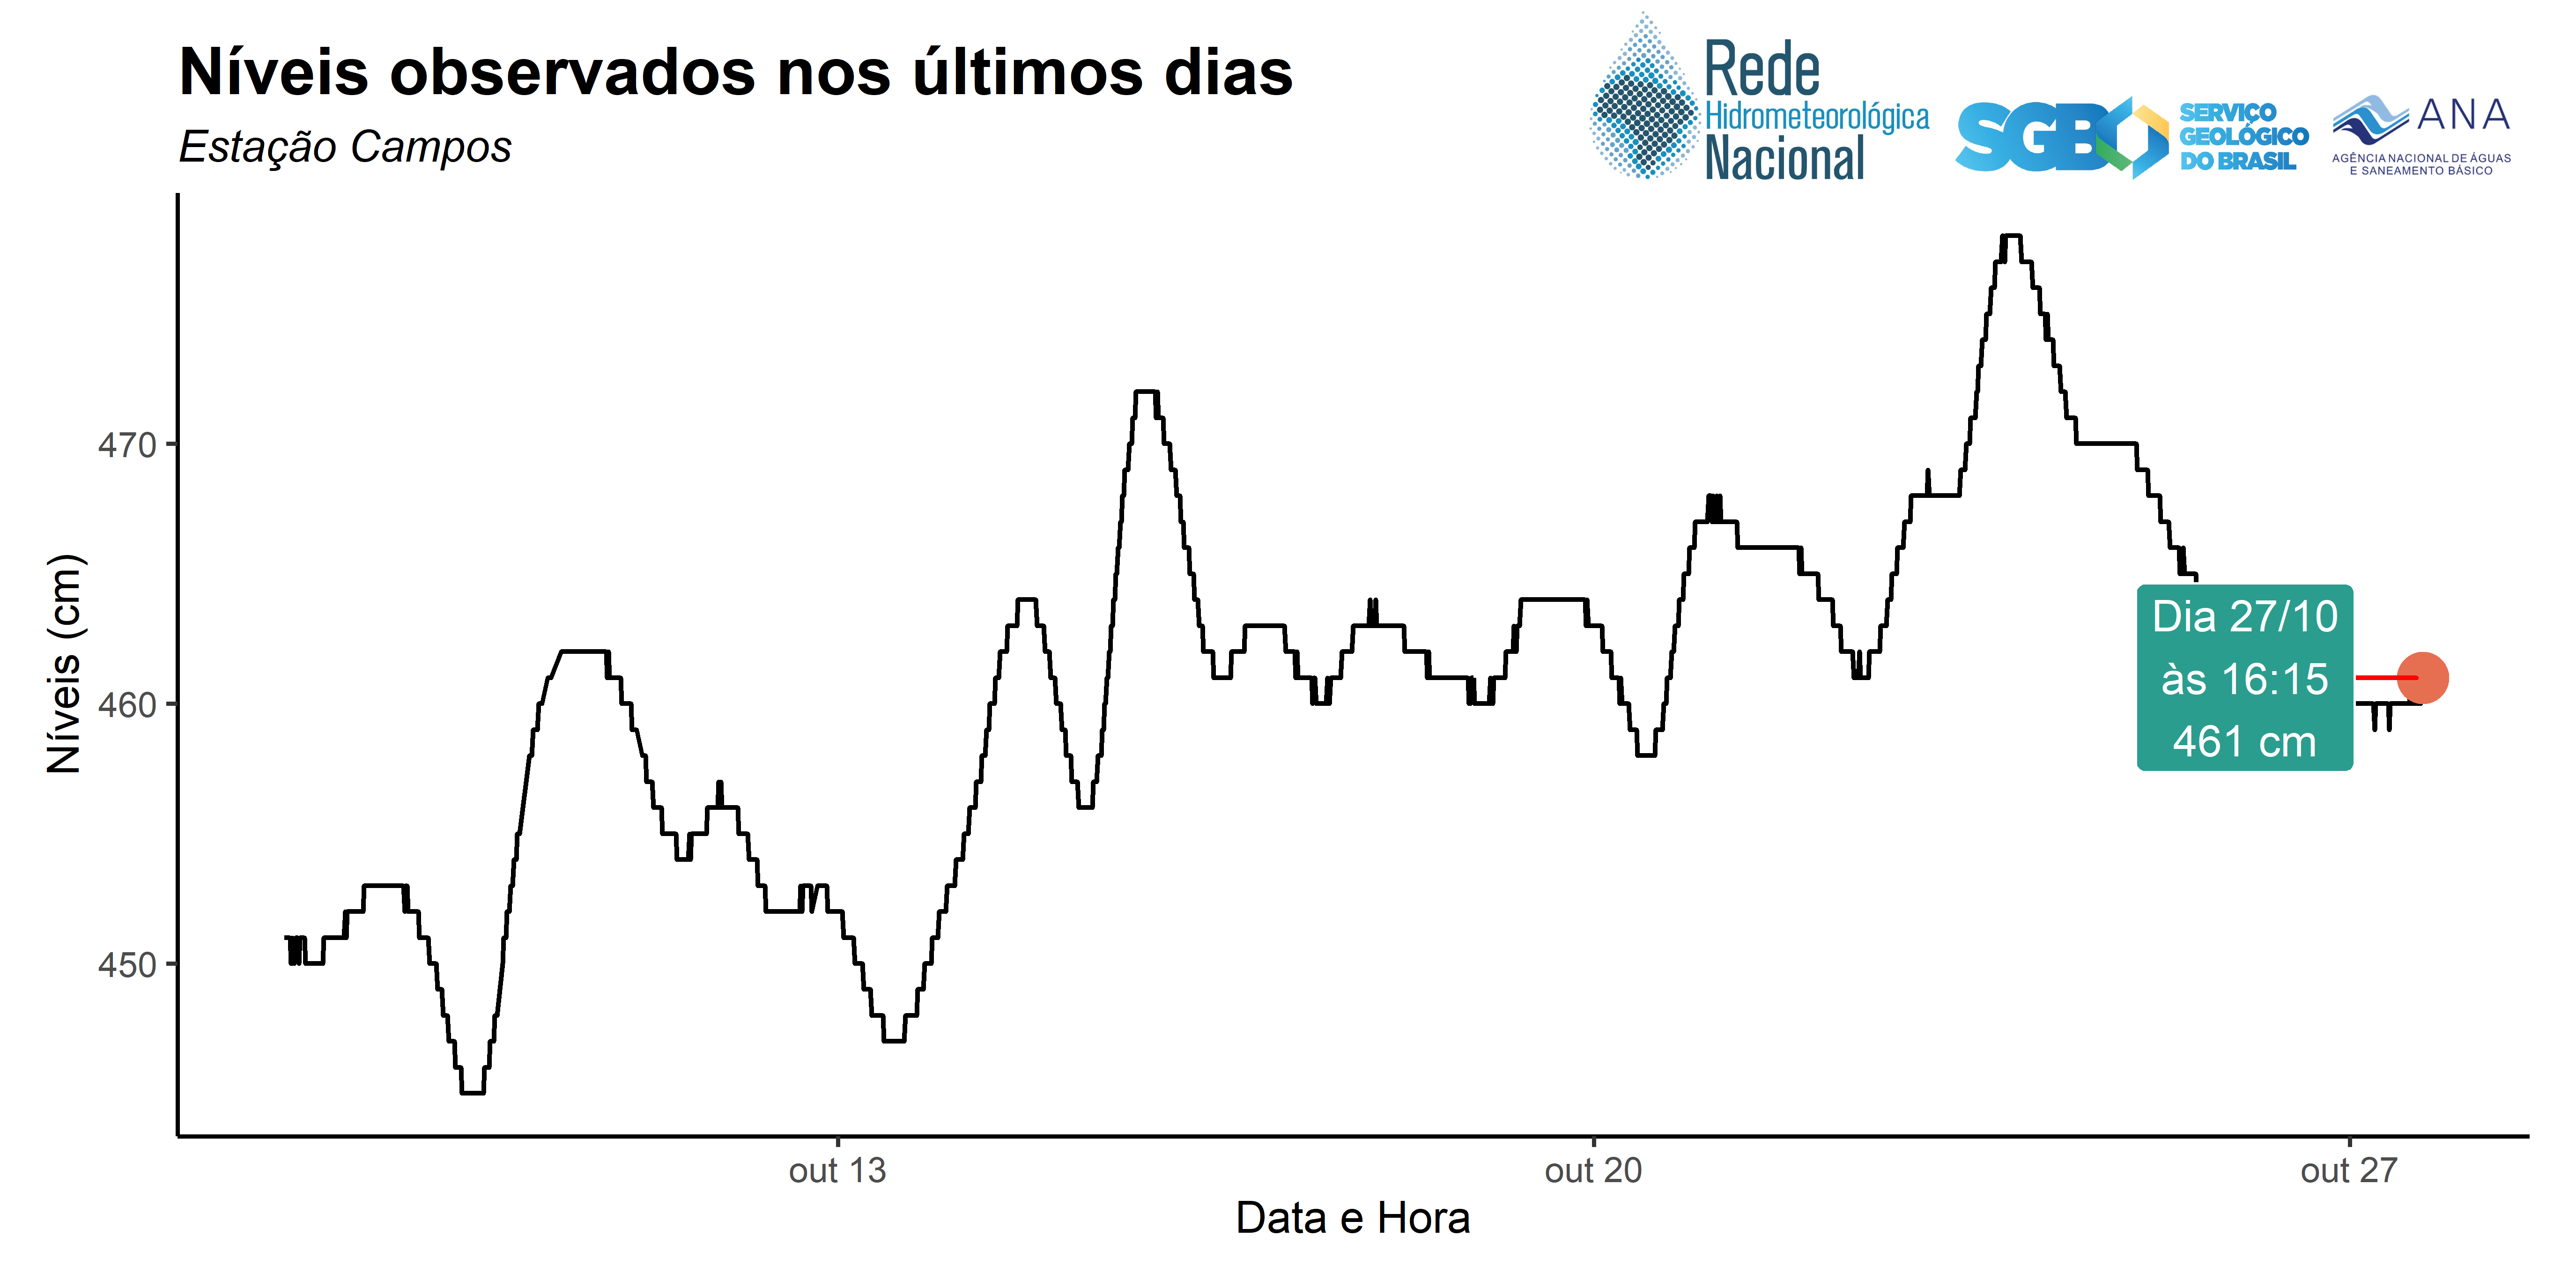 Níveis observados nos últimos dias
Estação Campos
Rede
Hidrometeorológica
Nacional
SGB
SERVIÇO
GEOLÓGICO
DO BRASIL
ANA
AGÊNCIA NACIONAL DE ÁGUAS
E SANEAMENTO BÁSICO
Níveis (cm)
470
460
450
Dia 27/10
às 16:15
461 cm
out 13
out 20
out 27
Data e Hora